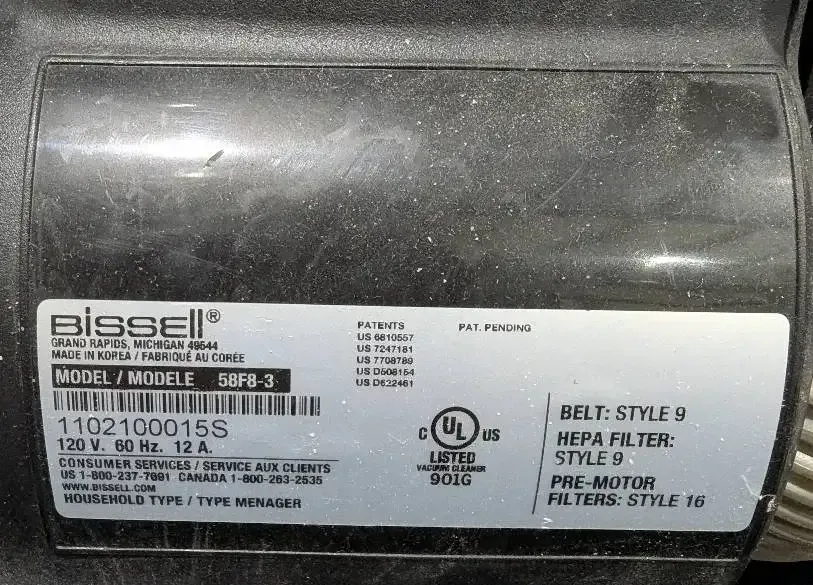 BISSELL®
GRAND RAPIDS, MICHIGAN 49544
MADE IN KOREA / FABRIQUÉ AU CORÉE
MODEL / MODELE 58F8-3
1102100015S
120 V. 60 Hz. 12 A.
CONSUMER SERVICES / SERVICE AUX CLIENTS
US 1-800-237-7691 CANADA 1-800-263-2535
WWW.BISSELL.COM
HOUSEHOLD TYPE / TYPE MENAGER
PATENTS PAT. PENDING
US 6810557
US 7247181
US 7708789
US D508154
US D622461
C UL US
LISTED
VACUUM CLEANER
901G
BELT: STYLE 9
HEPA FILTER:
STYLE 9
PRE-MOTOR
FILTERS: STYLE 16